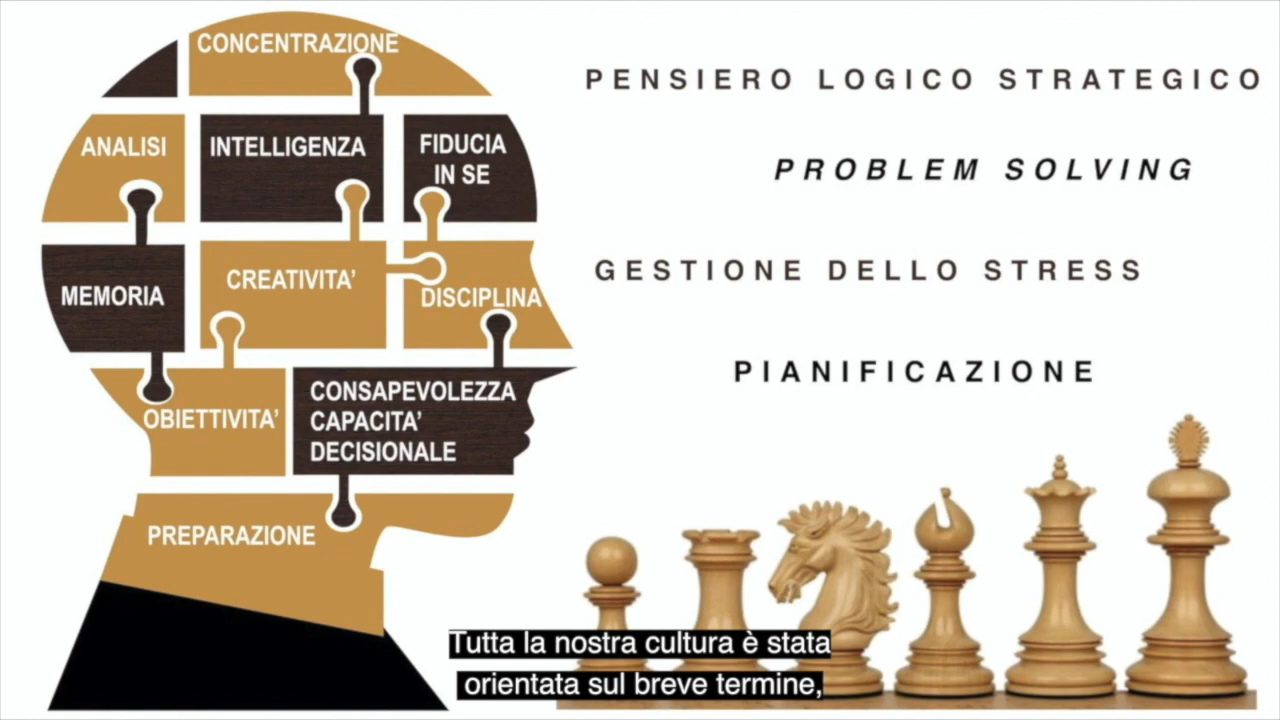 CONCENTRAZIONE
ANALISI
INTELLIGENZA
FIDUCIA
IN SE
MEMORIA
CREATIVITA'
DISCIPLINA
OBIETTIVITA'
CONSAPEVOLEZZA
CAPACITA'
DECISIONALE
PREPARAZIONE
PENSIERO LOGICO STRATEGICO
PROBLEM SOLVING
GESTIONE DELLO STRESS
PIANIFICAZIONE
Tutta la nostra cultura è stata
orientata sul breve termine,